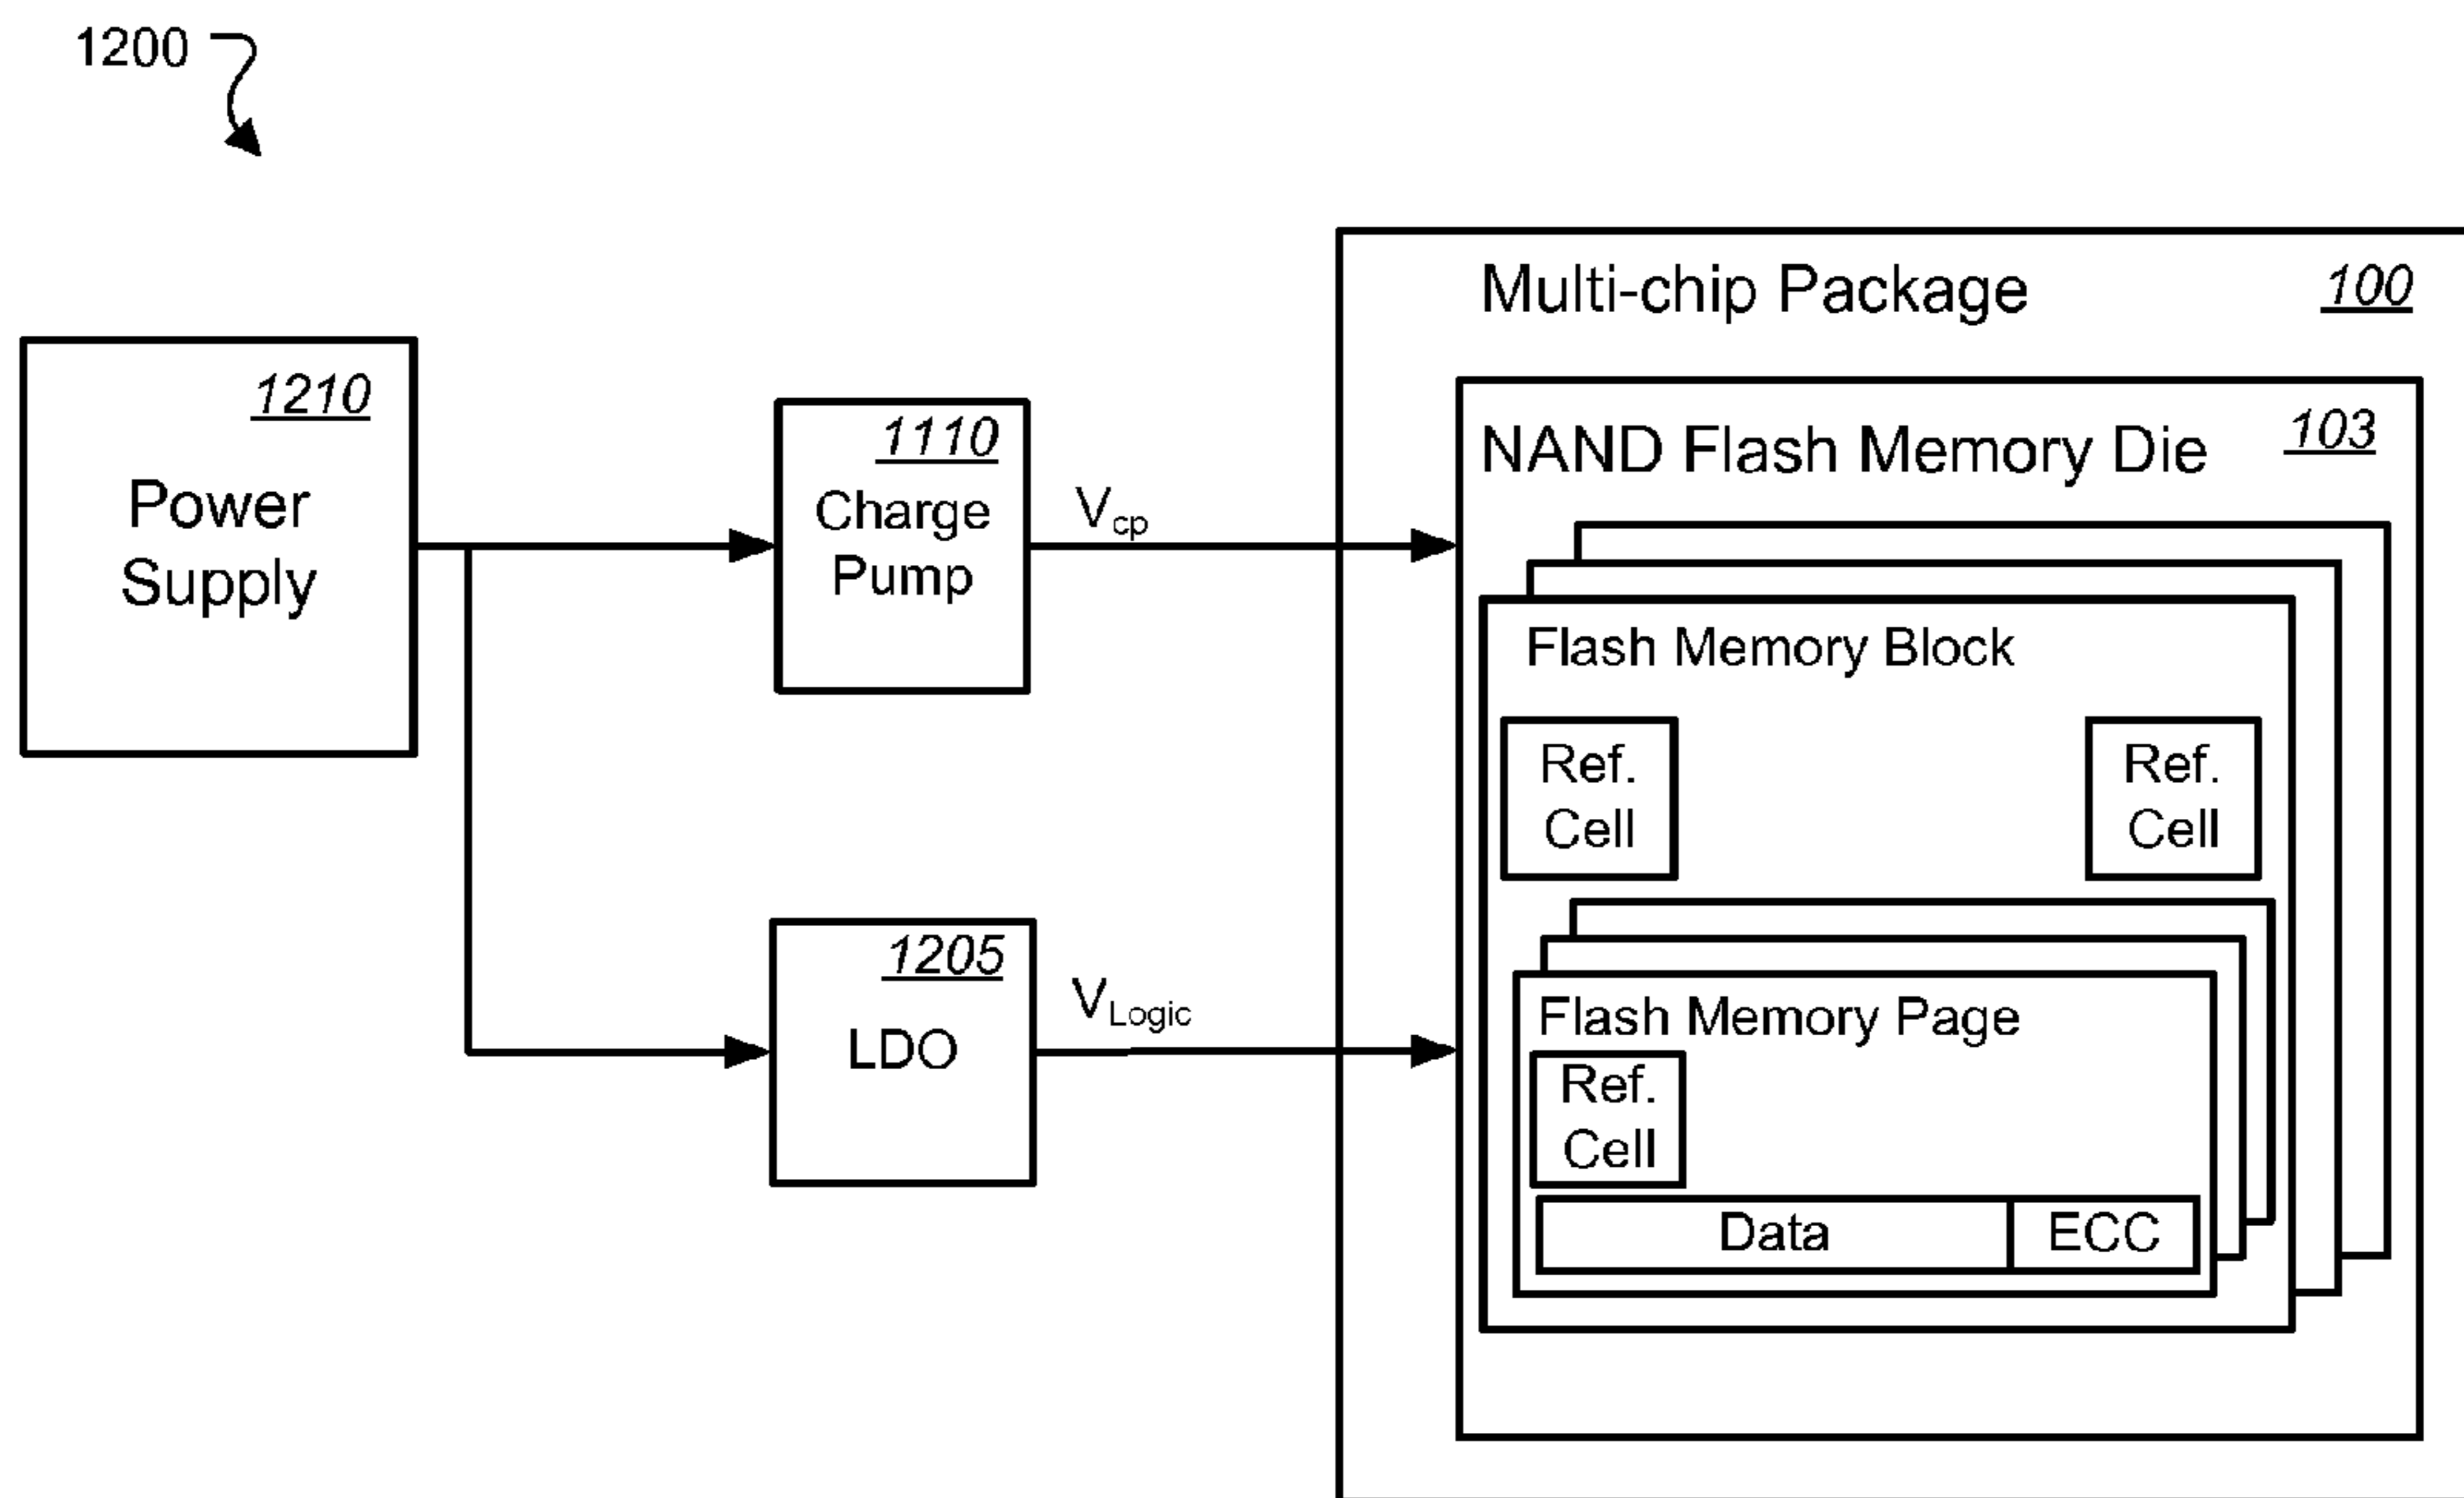 1200
Multi-chip Package
100
1210
Power
Supply
1110
Charge
Pump
Vcp
NAND Flash Memory Die
103
Flash Memory Block
Ref.
Cell
Ref.
Cell
1205
LDO
VLogic
Flash Memory Page
Ref.
Cell
Data
ECC